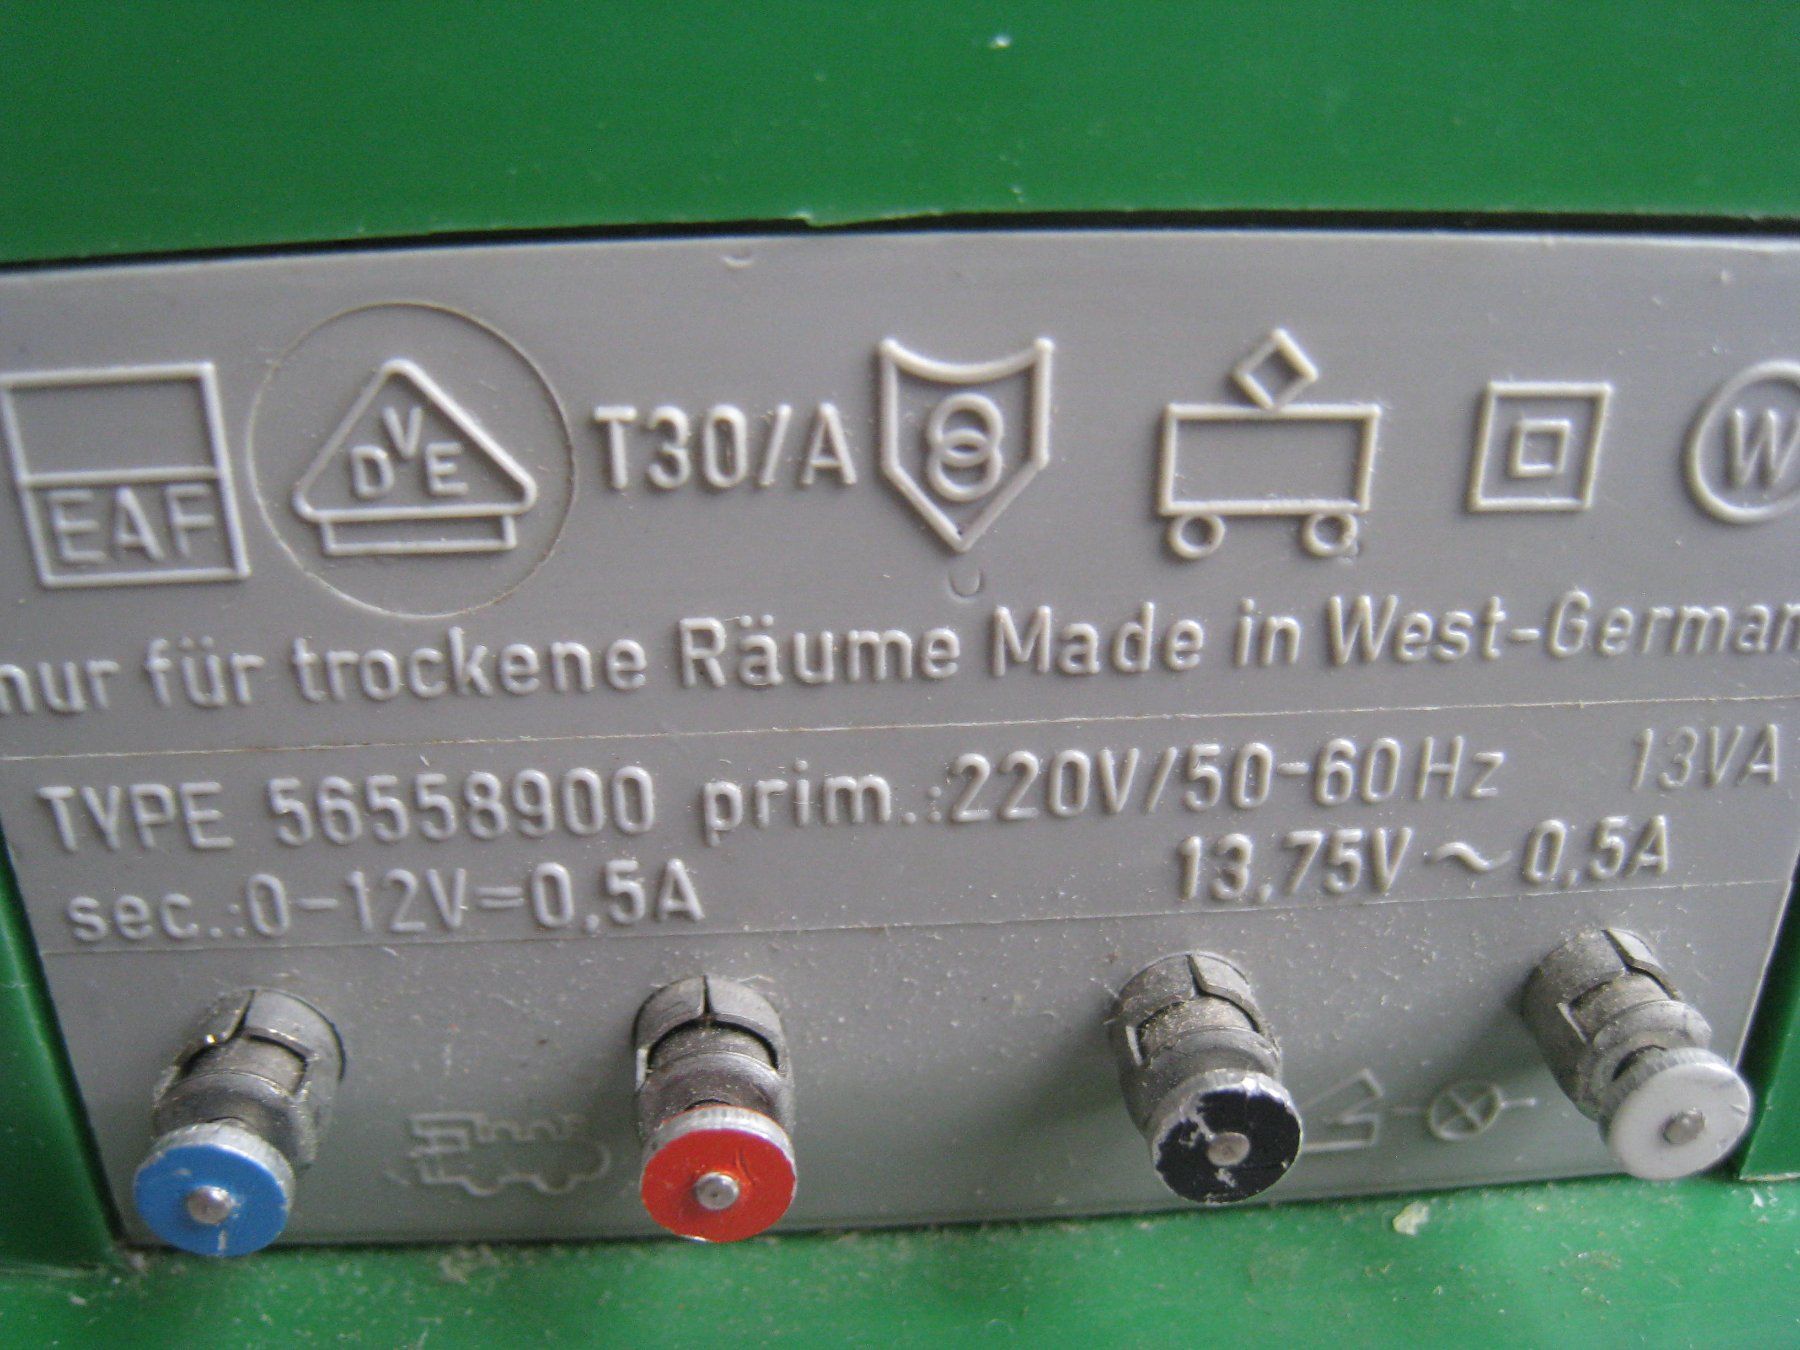 EAF
DVE
T30/A
W
nur für trockene Räume Made in West-German
TYPE 56558900 prim.:220V/50-60Hz 13VA
sec.:0-12V=0,5A 13,75V~0,5A